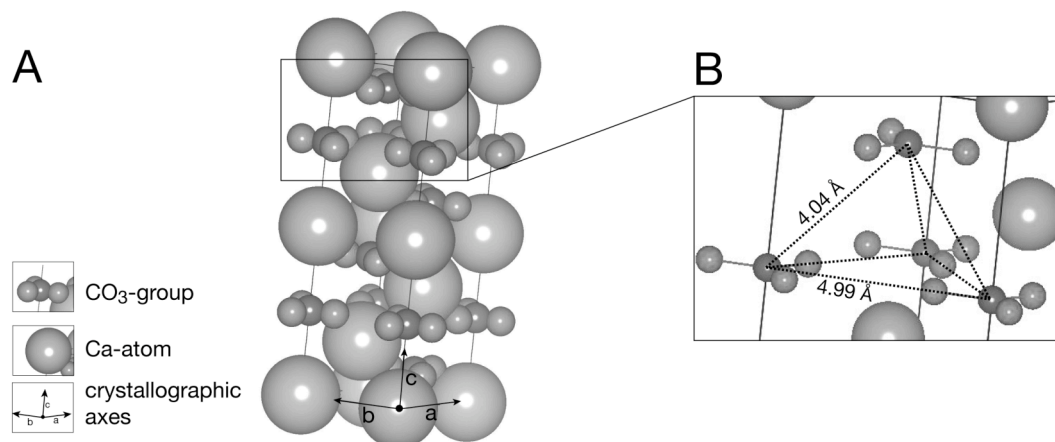 A
B
4.04 Å
4.99 Å
CO₃-group
Ca-atom
crystallographic
axes
c
b
a
c
b
a